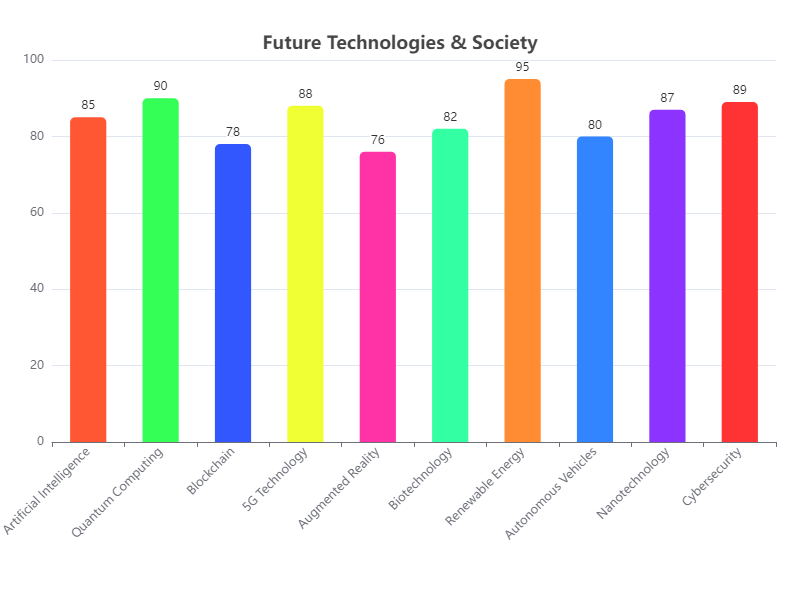 Future Technologies & Society
100
80
60
40
20
0
85
90
78
88
76
82
95
80
87
89
Artificial Intelligence
Quantum Computing
Blockchain
5G Technology
Augmented Reality
Biotechnology
Renewable Energy
Autonomous Vehicles
Nanotechnology
Cybersecurity